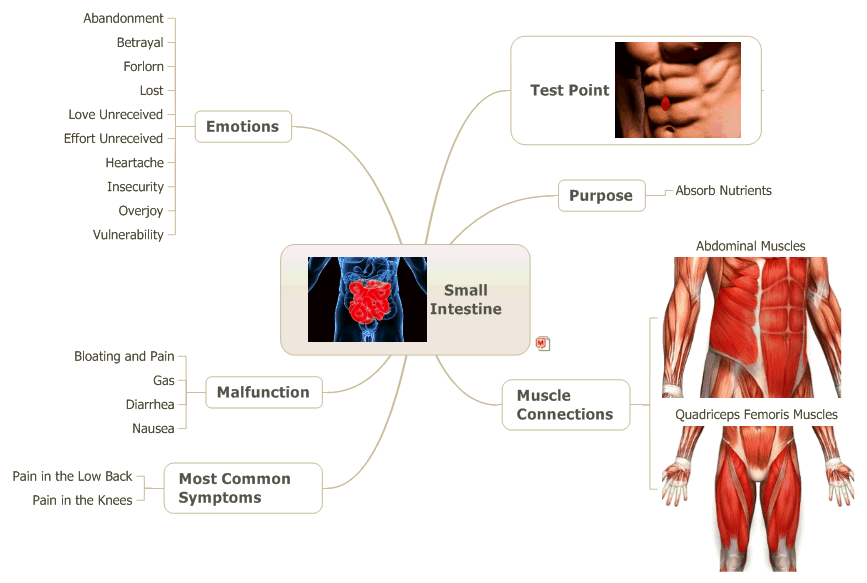 Small
Intestine
Emotions
Abandonment
Betrayal
Forlorn
Lost
Love Unreceived
Effort Unreceived
Heartache
Insecurity
Overjoy
Vulnerability
Test Point
Purpose
Absorb Nutrients
Muscle
Connections
Abdominal Muscles
Quadriceps Femoris Muscles
Malfunction
Bloating and Pain
Gas
Diarrhea
Nausea
Most Common
Symptoms
Pain in the Low Back
Pain in the Knees
M